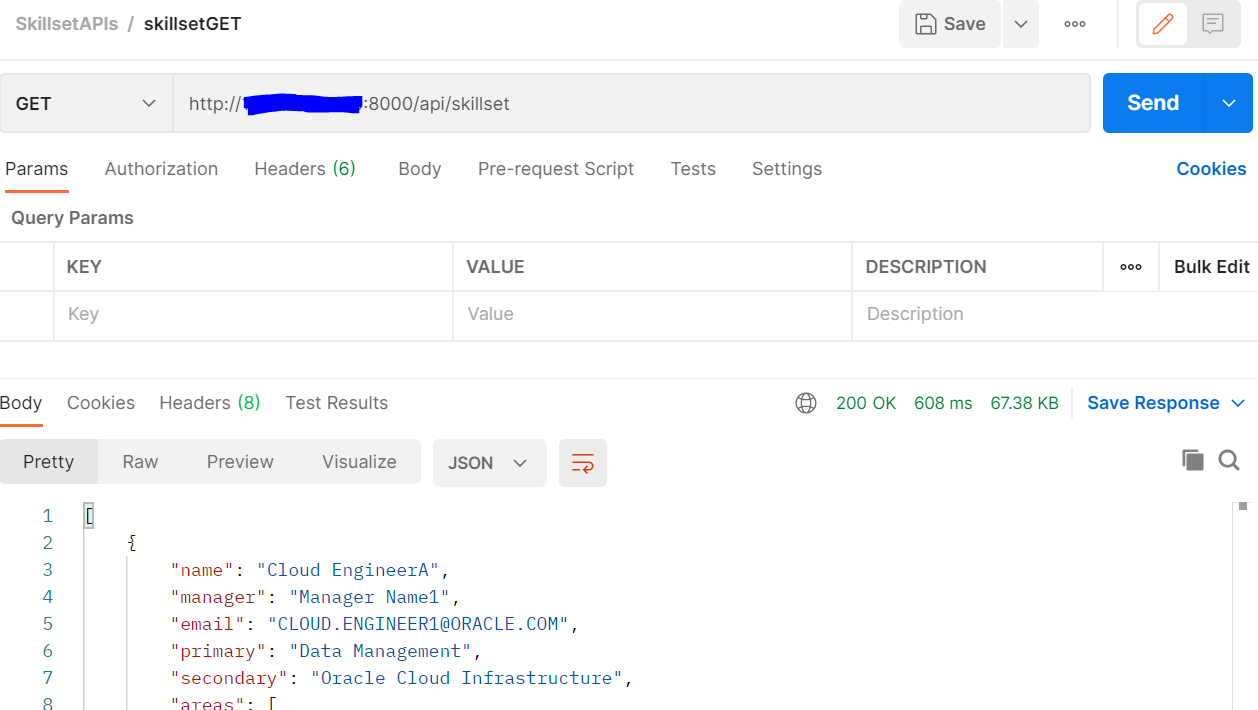 SkillsetAPIs / skillsetGET
Save
GET
http://
:8000/api/skillset
Send
Params Authorization Headers (6) Body Pre-request Script Tests Settings Cookies
Query Params
KEY VALUE DESCRIPTION Bulk Edit
Key Value Description
Body Cookies Headers (8) Test Results 200 OK 608 ms 67.38 KB Save Response
Pretty Raw Preview Visualize JSON
1 [
2 {
3 "name": "Cloud EngineerA",
4 "manager": "Manager Name1",
5 "email": "CLOUD.ENGINEER1@ORACLE.COM",
6 "primary": "Data Management",
7 "secondary": "Oracle Cloud Infrastructure",
8 "areas": [